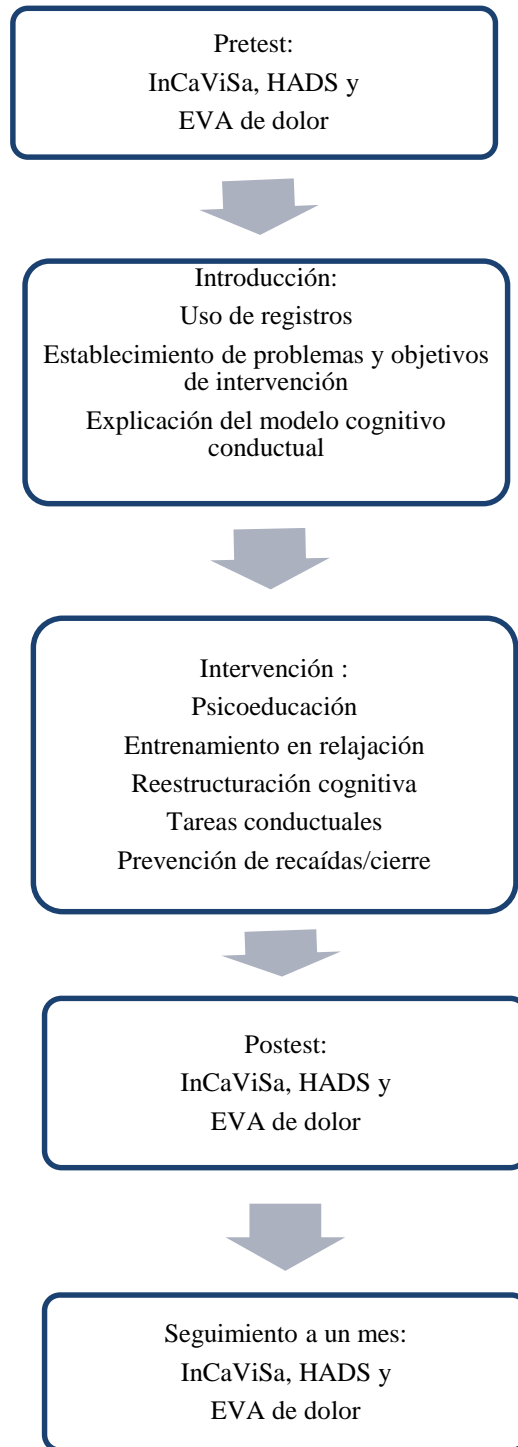 Pretest:
InCaViSa, HADS y
EVA de dolor
Introducción:
Uso de registros
Establecimiento de problemas y objetivos
de intervención
Explicación del modelo cognitivo
conductual
Intervención :
Psicoeducación
Entrenamiento en relajación
Reestructuración cognitiva
Tareas conductuales
Prevención de recaídas/cierre
Postest:
InCaViSa, HADS y
EVA de dolor
Seguimiento a un mes:
InCaViSa, HADS y
EVA de dolor